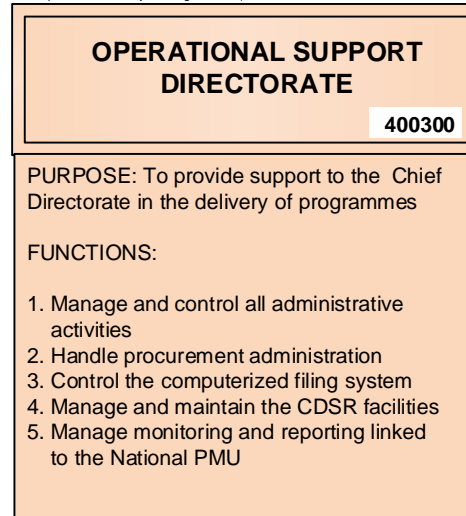 OPERATIONAL SUPPORT
DIRECTORATE
400300
PURPOSE: To provide support to the Chief
Directorate in the delivery of programmes
FUNCTIONS:
1. Manage and control all administrative
activities
2. Handle procurement administration
3. Control the computerized filing system
4. Manage and maintain the CDSR facilities
5. Manage monitoring and reporting linked
to the National PMU